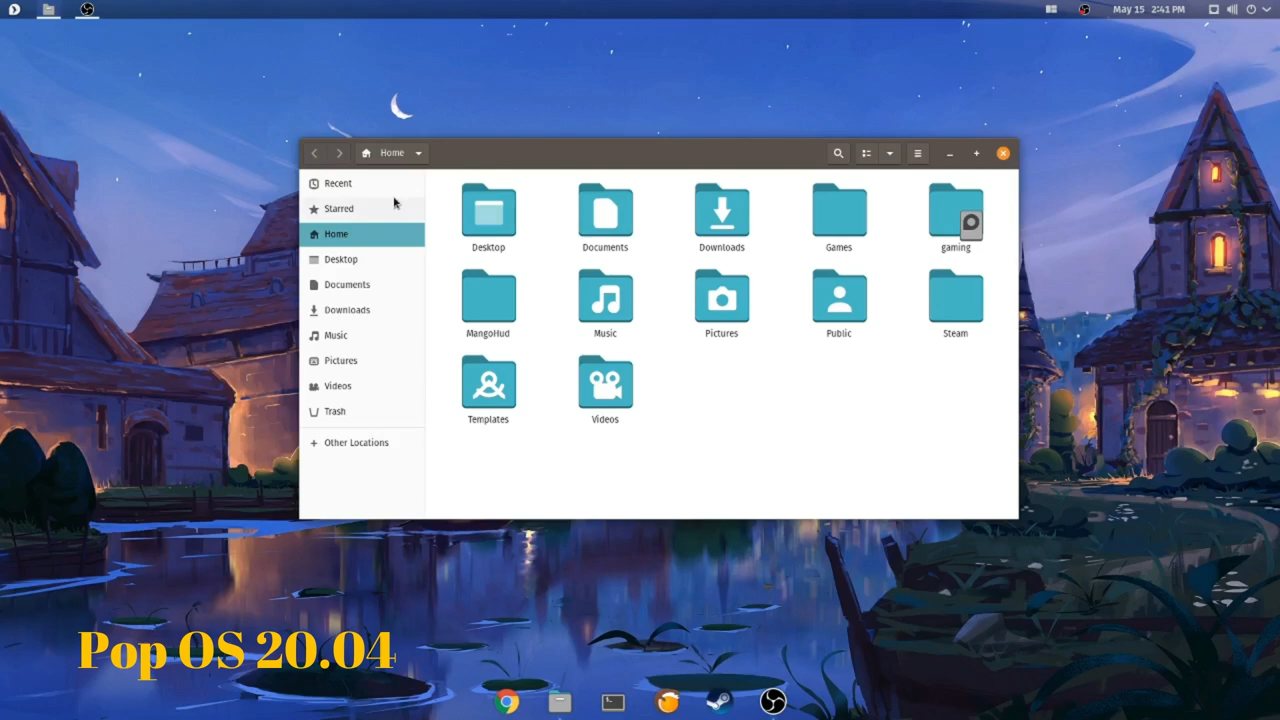 May 15 2:41 PM
Home
Recent
Starred
Home
Desktop
Documents
Downloads
Music
Pictures
Videos
Trash
Other Locations
Desktop
Documents
Downloads
Games
gaming
MangoHud
Music
Pictures
Public
Steam
Templates
Videos
Pop OS 20.04